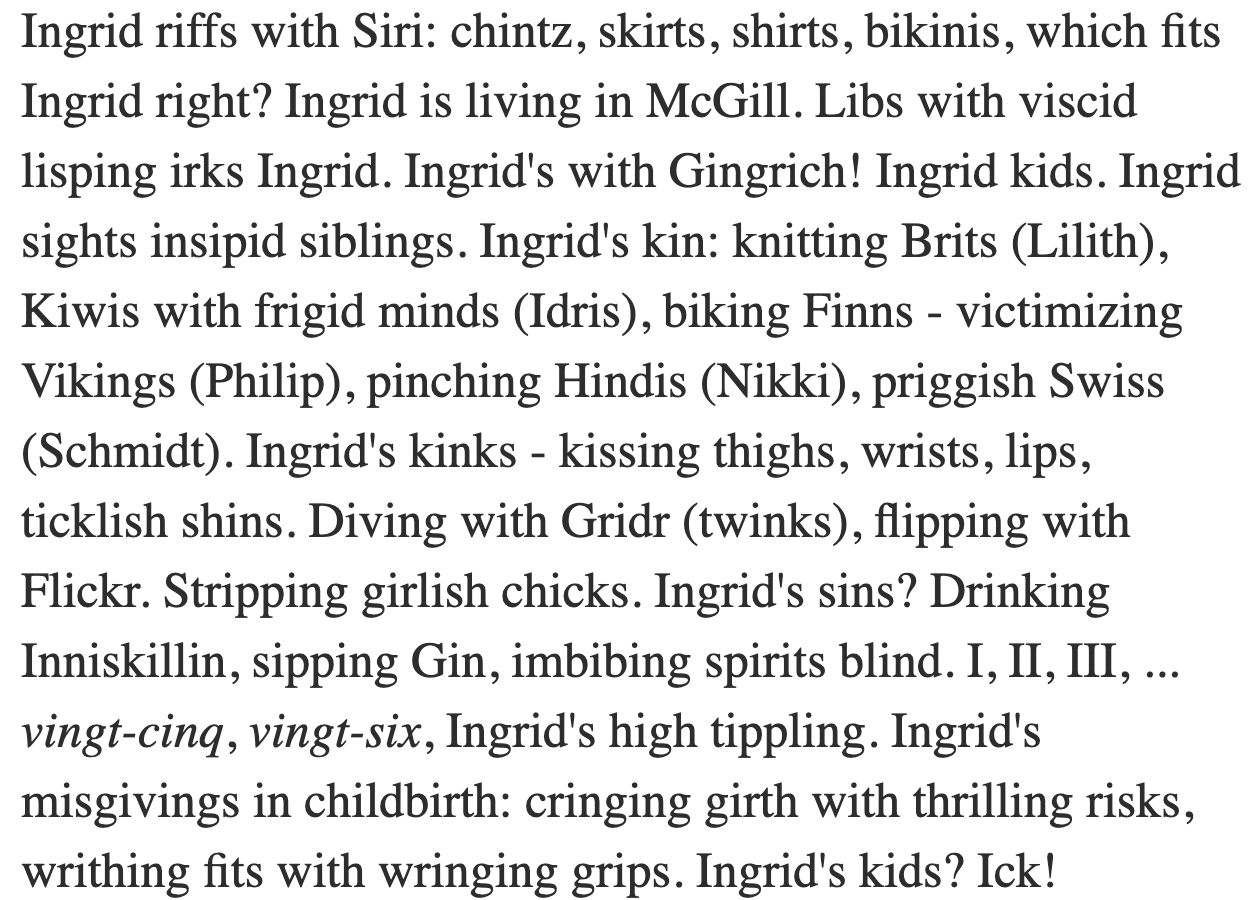 Ingrid riffs with Siri: chintz, skirts, shirts, bikinis, which fits
Ingrid right? Ingrid is living in McGill. Libs with viscid
lisping irks Ingrid. Ingrid's with Gingrich! Ingrid kids. Ingrid
sights insipid siblings. Ingrid's kin: knitting Brits (Lilith),
Kiwis with frigid minds (Idris), biking Finns - victimizing
Vikings (Philip), pinching Hindis (Nikki), priggish Swiss
(Schmidt). Ingrid's kinks - kissing thighs, wrists, lips,
ticklish shins. Diving with Gridr (twinks), flipping with
Flickr. Stripping girlish chicks. Ingrid's sins? Drinking
Inniskillin, sipping Gin, imbibing spirits blind. I, II, III, ...
vingt-cinq, vingt-six, Ingrid's high tippling. Ingrid's
misgivings in childbirth: cringing girth with thrilling risks,
writhing fits with wringing grips. Ingrid's kids? Ick!